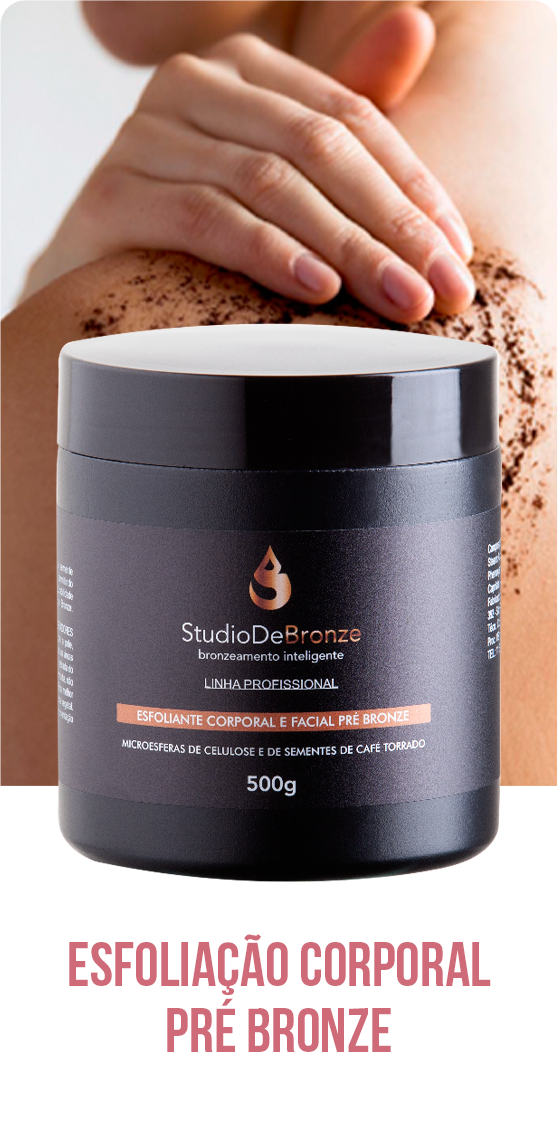 StudioDeBronze
bronzeamento inteligente
LINHA PROFISSIONAL
ESFOLIANTE CORPORAL E FACIAL PRÉ BRONZE
MICROESFERAS DE CELULOSE E DE SEMENTES DE CAFÉ TORRADO
500g
ESFOLIAÇÃO CORPORAL
PRÉ BRONZE